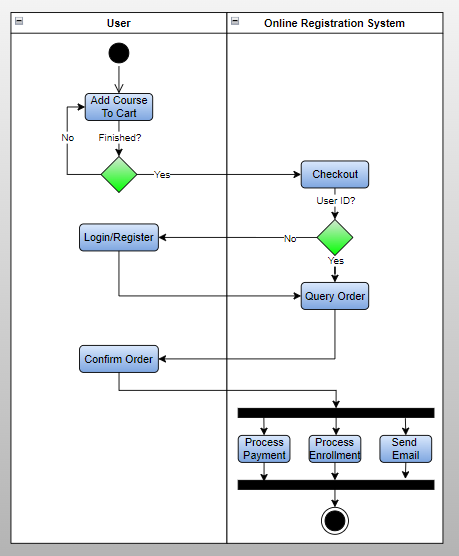 User
Online Registration System
Add Course
To Cart
No
Finished?
Yes
Checkout
User ID?
Login/Register
No
Yes
Query Order
Confirm Order
Process
Payment
Process
Enrollment
Send
Email